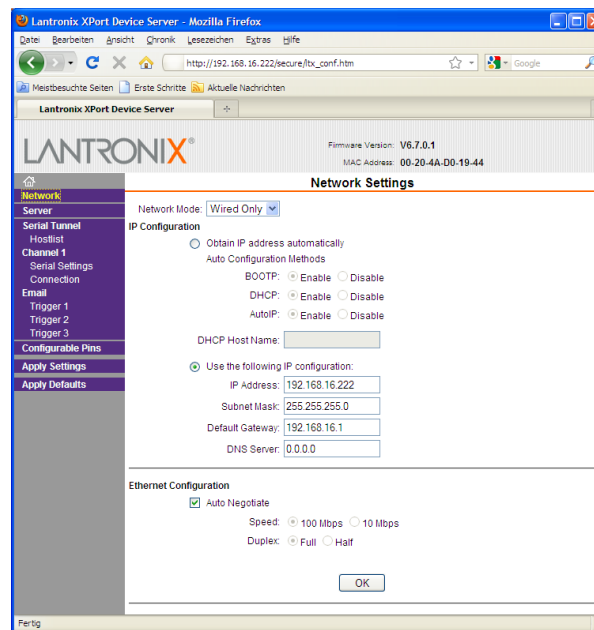 Lantronix XPort Device Server - Mozilla Firefox
Datei Bearbeiten Ansicht Chronik Lesezeichen Extras Hilfe
http://192.168.16.222/secure/ltx_conf.htm
Google
Meistbesuchte Seiten Erste Schritte Aktuelle Nachrichten
Lantronix XPort Device Server
LANTRONIX®
Firmware Version: V6.7.0.1
MAC Address: 00-20-4A-D0-19-44
Network
Server
Serial Tunnel
Hostlist
Channel 1
Serial Settings
Connection
Email
Trigger 1
Trigger 2
Trigger 3
Configurable Pins
Apply Settings
Apply Defaults
Network Settings
Network Mode: Wired Only
IP Configuration
Obtain IP address automatically
Auto Configuration Methods
BOOTP: Enable Disable
DHCP: Enable Disable
AutoIP: Enable Disable
DHCP Host Name:
Use the following IP configuration:
IP Address: 192.168.16.222
Subnet Mask: 255.255.255.0
Default Gateway: 192.168.16.1
DNS Server: 0.0.0.0
Ethernet Configuration
Auto Negotiate
Speed: 100 Mbps 10 Mbps
Duplex: Full Half
OK
Fertig